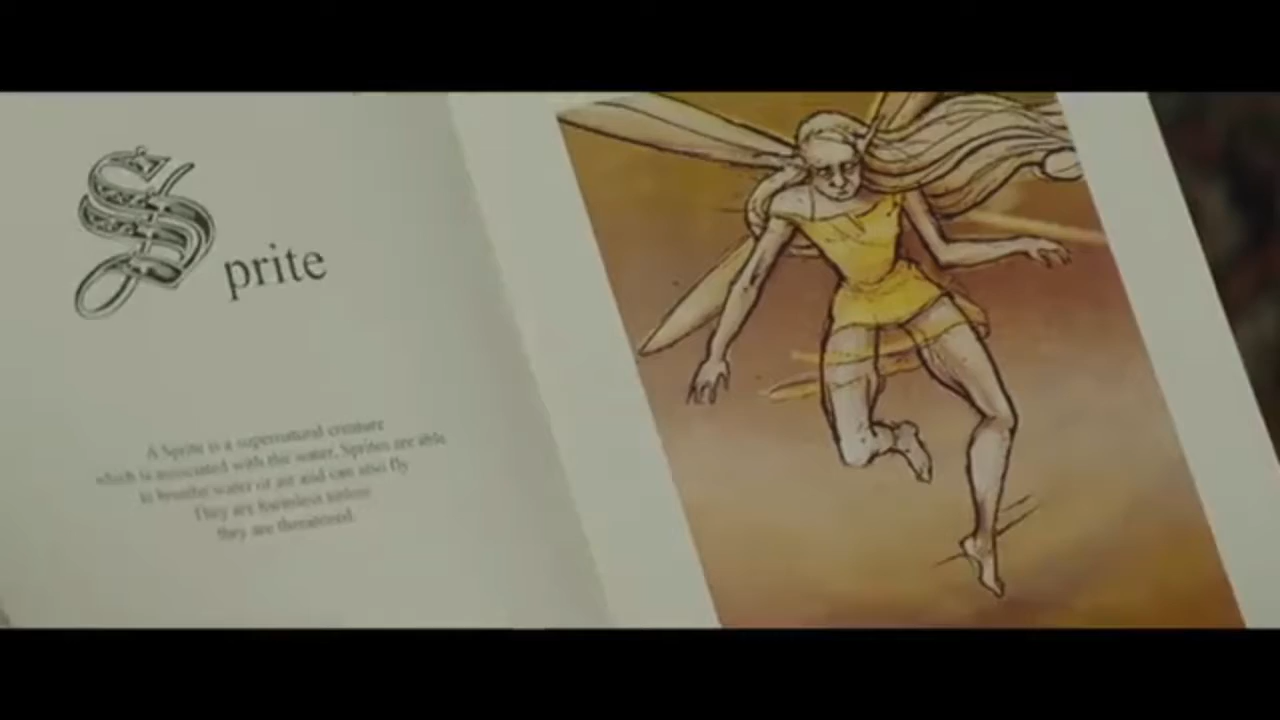 Sprite
A Sprite is a supernatural creature
which is associated with the water. Sprites are able
to breathe water or air and can also fly
They are harmless unless
they are threatened.